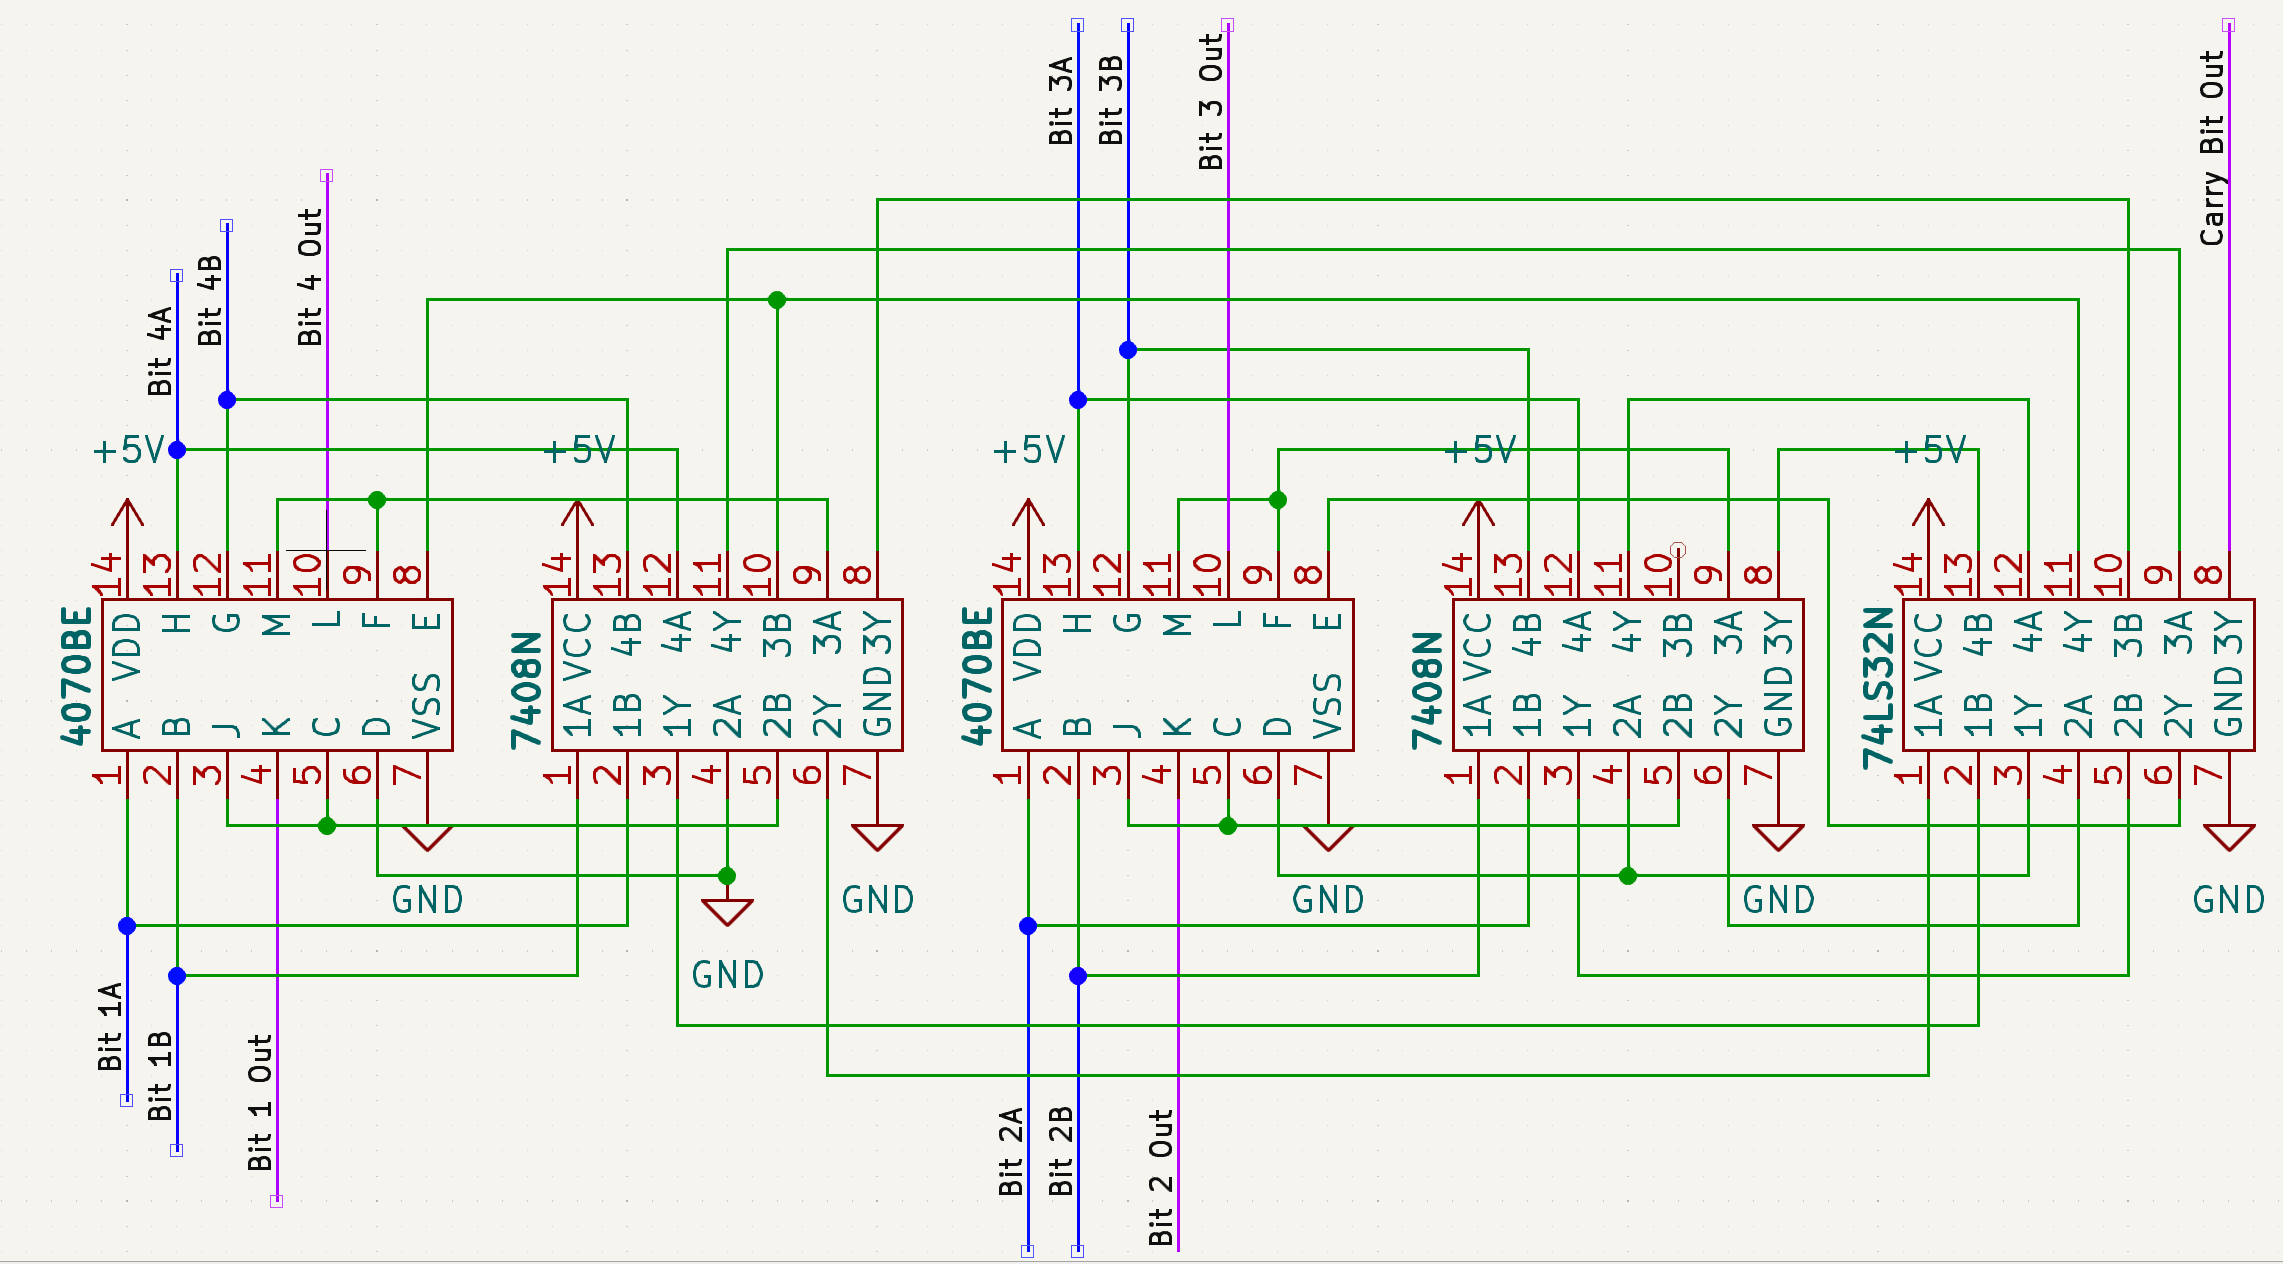 Bit 3A
Bit 3B
Bit 3 Out
Carry Bit Out
Bit 4A
Bit 4B
Bit 4 Out
+5V
+5V
+5V
+5V
+5V
14 13 12 11 10 9 8
14 13 12 11 10 9 8
14 13 12 11 10 9 8
14 13 12 11 10 9 8
14 13 12 11 10 9 8
4070BE
VDD H G M L F E
A B J K C D VSS
7408N
VCC 4B 4A 4Y 3B 3A 3Y
1A 1B 1Y 2A 2B 2Y GND
4070BE
VDD H G M L F E
A B J K C D VSS
7408N
VCC 4B 4A 4Y 3B 3A 3Y
1A 1B 1Y 2A 2B 2Y GND
74LS32N
VCC 4B 4A 4Y 3B 3A 3Y
1A 1B 1Y 2A 2B 2Y GND
1 2 3 4 5 6 7
1 2 3 4 5 6 7
1 2 3 4 5 6 7
1 2 3 4 5 6 7
1 2 3 4 5 6 7
GND
GND
GND
GND
GND
GND
Bit 1A
Bit 1B
Bit 1 Out
Bit 2A
Bit 2B
Bit 2 Out